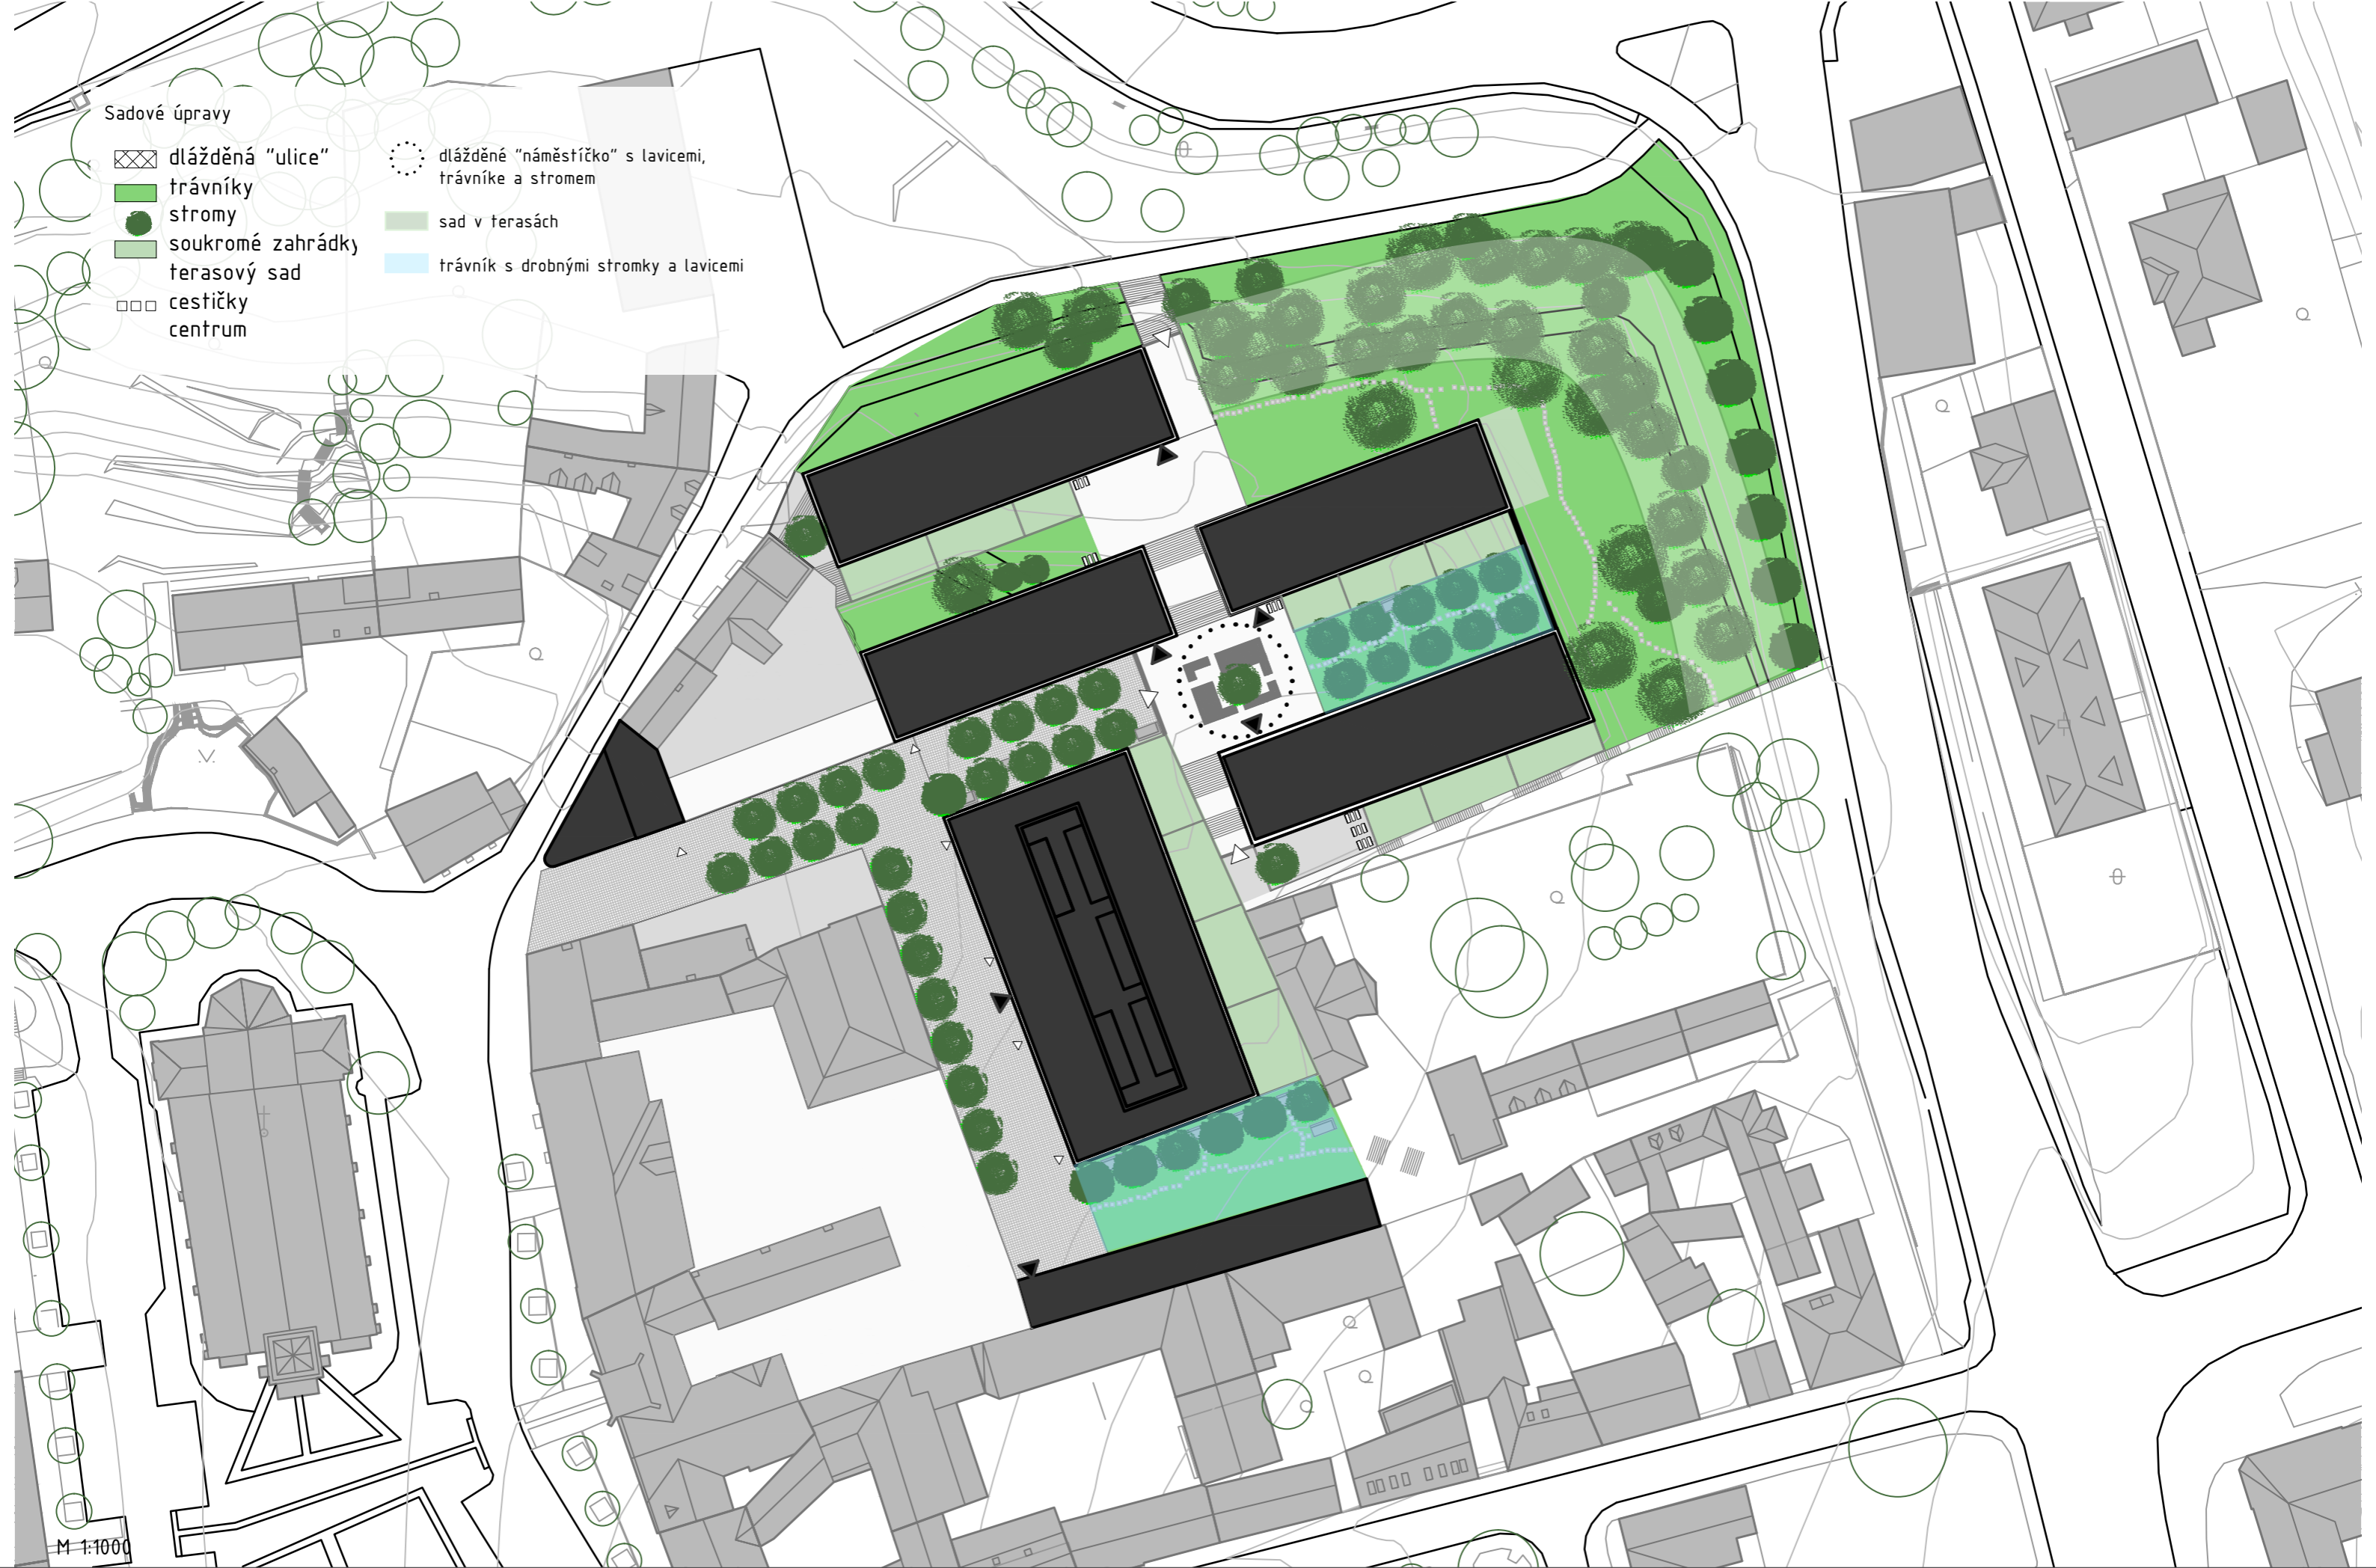 Sadové úpravy
dlážděná "ulice"
trávníky
stromy
soukromé zahrádky
terasový sad
cestičky
centrum
dlážděné "náměstíčko" s lavicemi,
trávníke a stromem
sad v terasách
trávník s drobnými stromky a lavicemi
M 1:1000